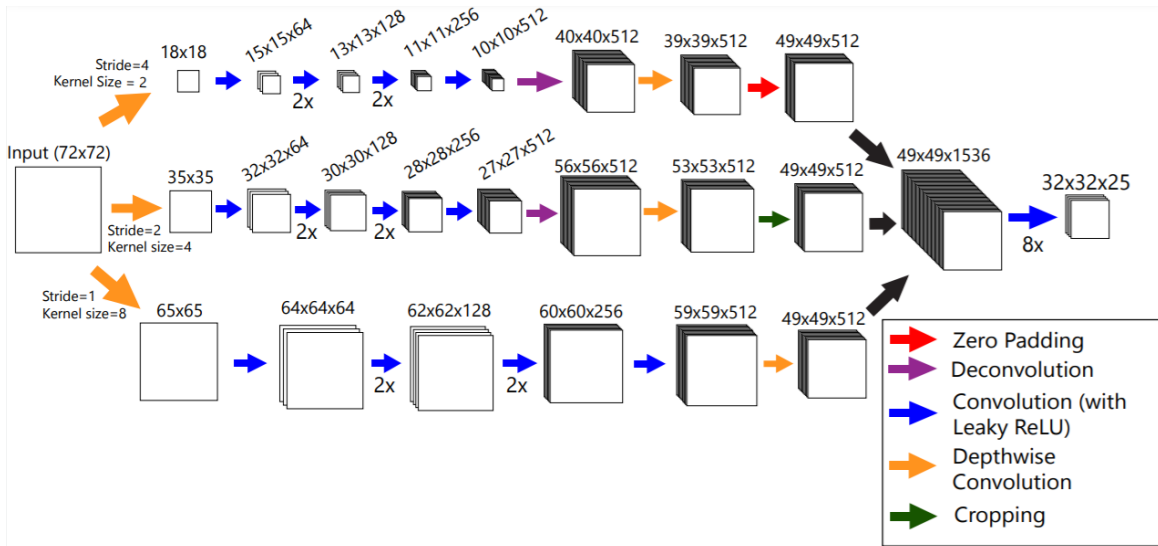 Stride=4
Kernel Size = 2
18x18
15x15x64
2x
13x13x128
2x
11x11x256
10x10x512
40x40x512
39x39x512
49x49x512
Input (72x72)
Stride=2
Kernel size=4
35x35
32x32x64
2x
30x30x128
2x
28x28x256
27x27x512
56x56x512
53x53x512
49x49x512
49x49x1536
8x
32x32x25
Stride=1
Kernel size=8
65x65
64x64x64
2x
62x62x128
2x
60x60x256
59x59x512
49x49x512
Zero Padding
Deconvolution
Convolution (with
Leaky ReLU)
Depthwise
Convolution
Cropping